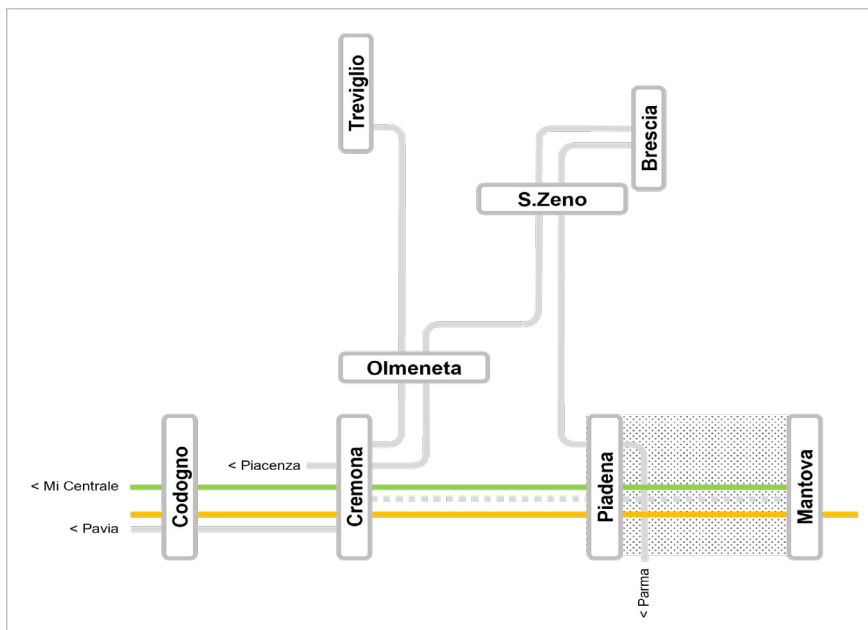 Treviglio
Brescia
S.Zeno
Olmeneta
Codogno
< Piacenza
Cremona
Piadena
Mantova
< Mi Centrale
< Pavia
< Parma